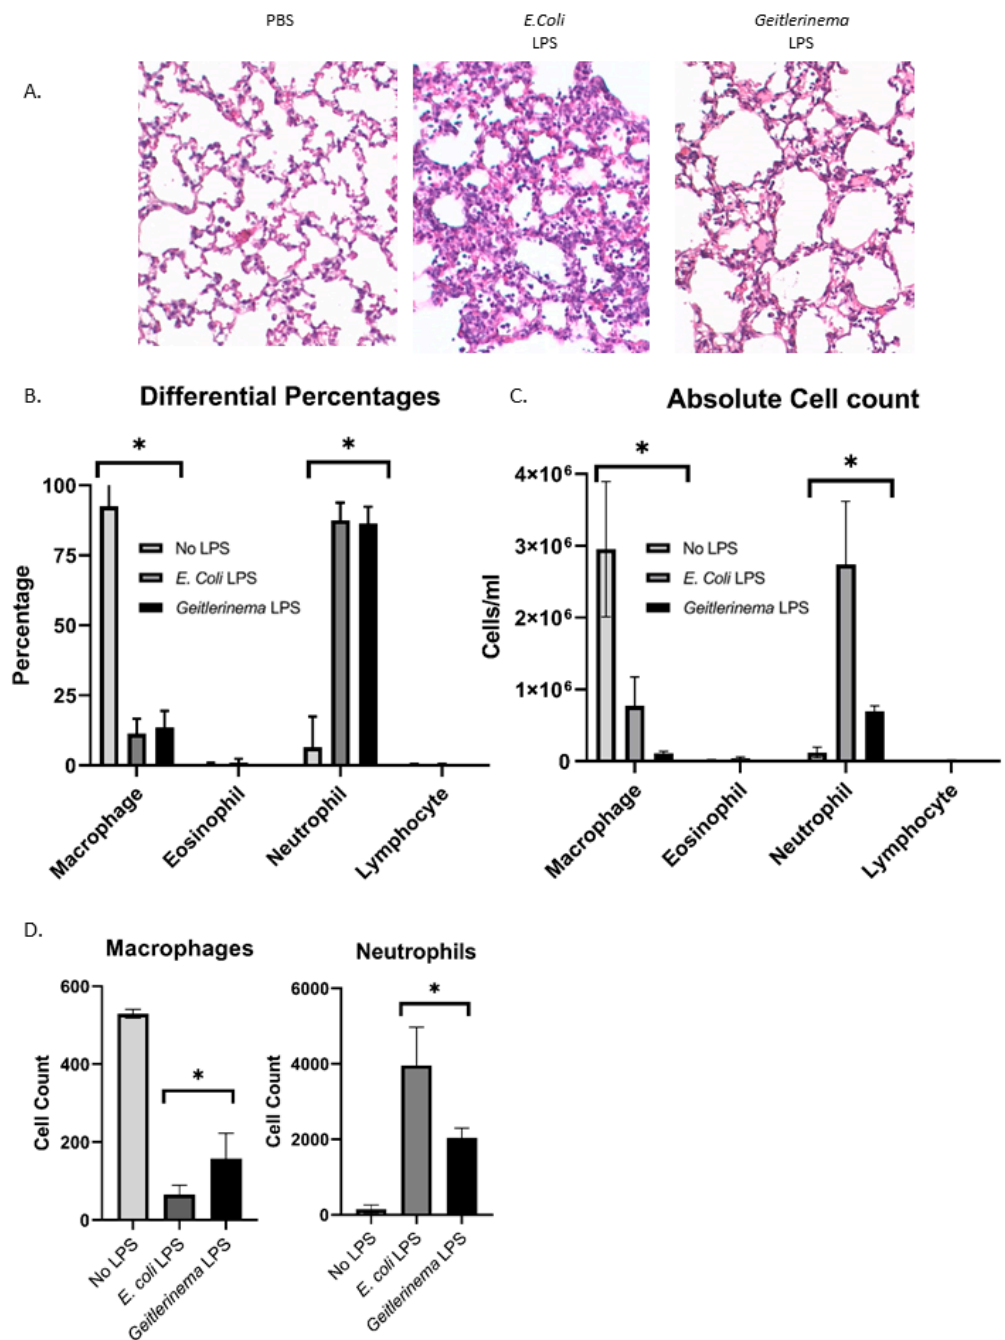 PBS
E.Coli
LPS
Geitlerinema
LPS
A.
B.
Differential Percentages
C.
Absolute Cell count
*
*
Percentage
100
75
50
25
0
No LPS
E. Coli LPS
Geitlerinema LPS
Macrophage
Eosinophil
Neutrophil
Lymphocyte
*
*
Cells/ml
4×10⁶
3×10⁶
2×10⁶
1×10⁶
0
No LPS
E. Coli LPS
Geitlerinema LPS
Macrophage
Eosinophil
Neutrophil
Lymphocyte
D.
Macrophages
Cell Count
600
400
200
0
*
No LPS
E. coli LPS
Geitlerinema LPS
Neutrophils
Cell Count
6000
4000
2000
0
*
No LPS
E. coli LPS
Geitlerinema LPS